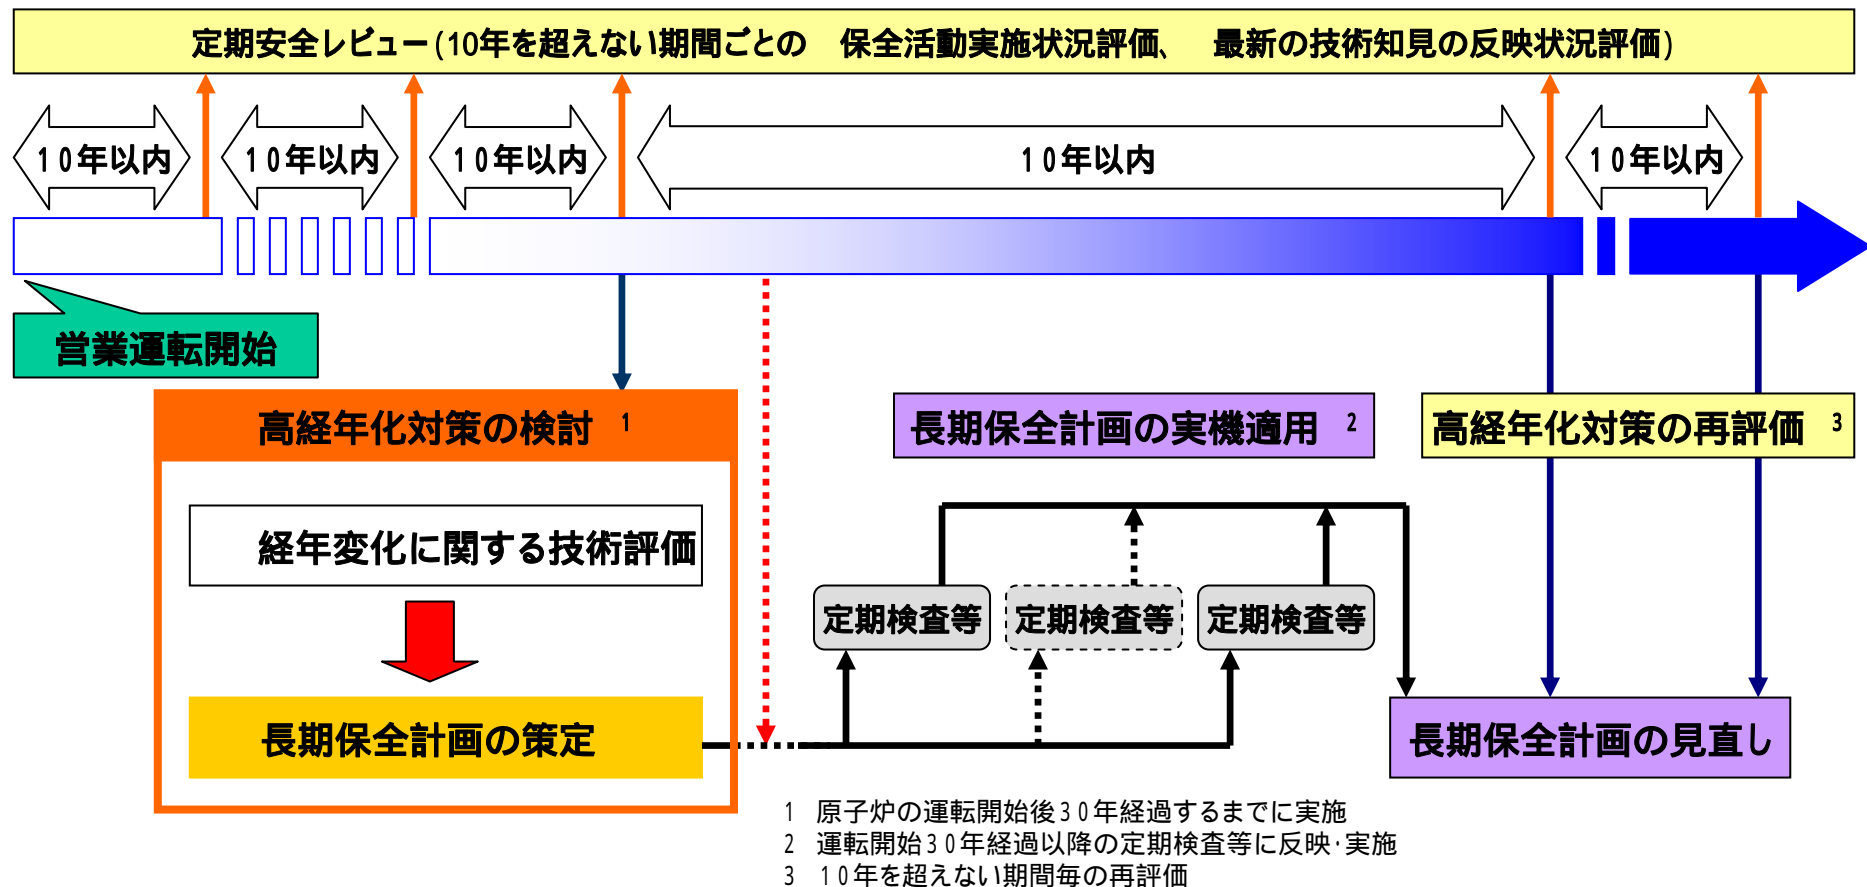 定期安全レビュー(10年を超えない期間ごとの　保全活動実施状況評価、　最新の技術知見の反映状況評価)
10年以内
10年以内
10年以内
10年以内
10年以内
営業運転開始
高経年化対策の検討 1
長期保全計画の実機適用 2
高経年化対策の再評価 3
経年変化に関する技術評価
定期検査等
定期検査等
定期検査等
長期保全計画の策定
長期保全計画の見直し
1　原子炉の運転開始後30年経過するまでに実施
2　運転開始30年経過以降の定期検査等に反映・実施
3　10年を超えない期間毎の再評価